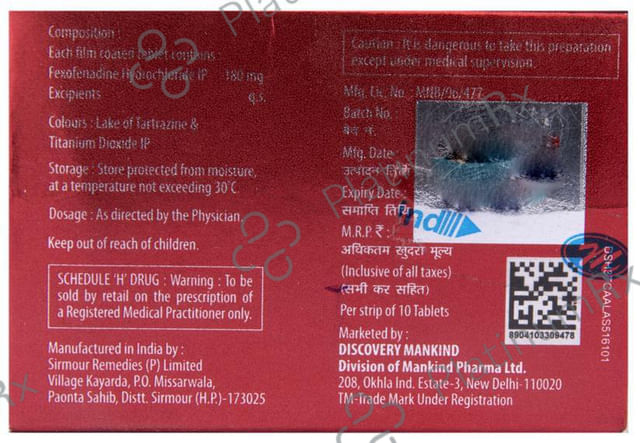 Composition :
Each film coated tablet contains :
Fexofenadine Hydrochloride IP 180 mg
Excipients q.s.
Colours : Lake of Tartrazine &
Titanium Dioxide IP
Storage : Store protected from moisture,
at a temperature not exceeding 30°C
Dosage : As directed by the Physician.
Keep out of reach of children.
SCHEDULE 'H' DRUG : Warning : To be
sold by retail on the prescription of
a Registered Medical Practitioner only.
Manufactured in India by :
Sirmour Remedies (P) Limited
Village Kayarda, P.O. Missarwala,
Paonta Sahib, Distt. Sirmour (H.P.)-173025
Caution : It is dangerous to take this preparation
except under medical supervision.
Mfg. Lic. No. MNB/96/477
Batch No. :
बैच नं.
Mfg. Date
उत्पादन तिथि
Expiry Date :
समाप्ति तिथि
M.R.P. ₹ :
अधिकतम खुदरा मूल्य
(Inclusive of all taxes)
(सभी कर सहित)
Per strip of 10 Tablets
Marketed by :
DISCOVERY MANKIND
Division of Mankind Pharma Ltd.
208, Okhla Ind. Estate-3, New Delhi-110020
TM-Trade Mark Under Registration
8904103309478
PlatinumRx